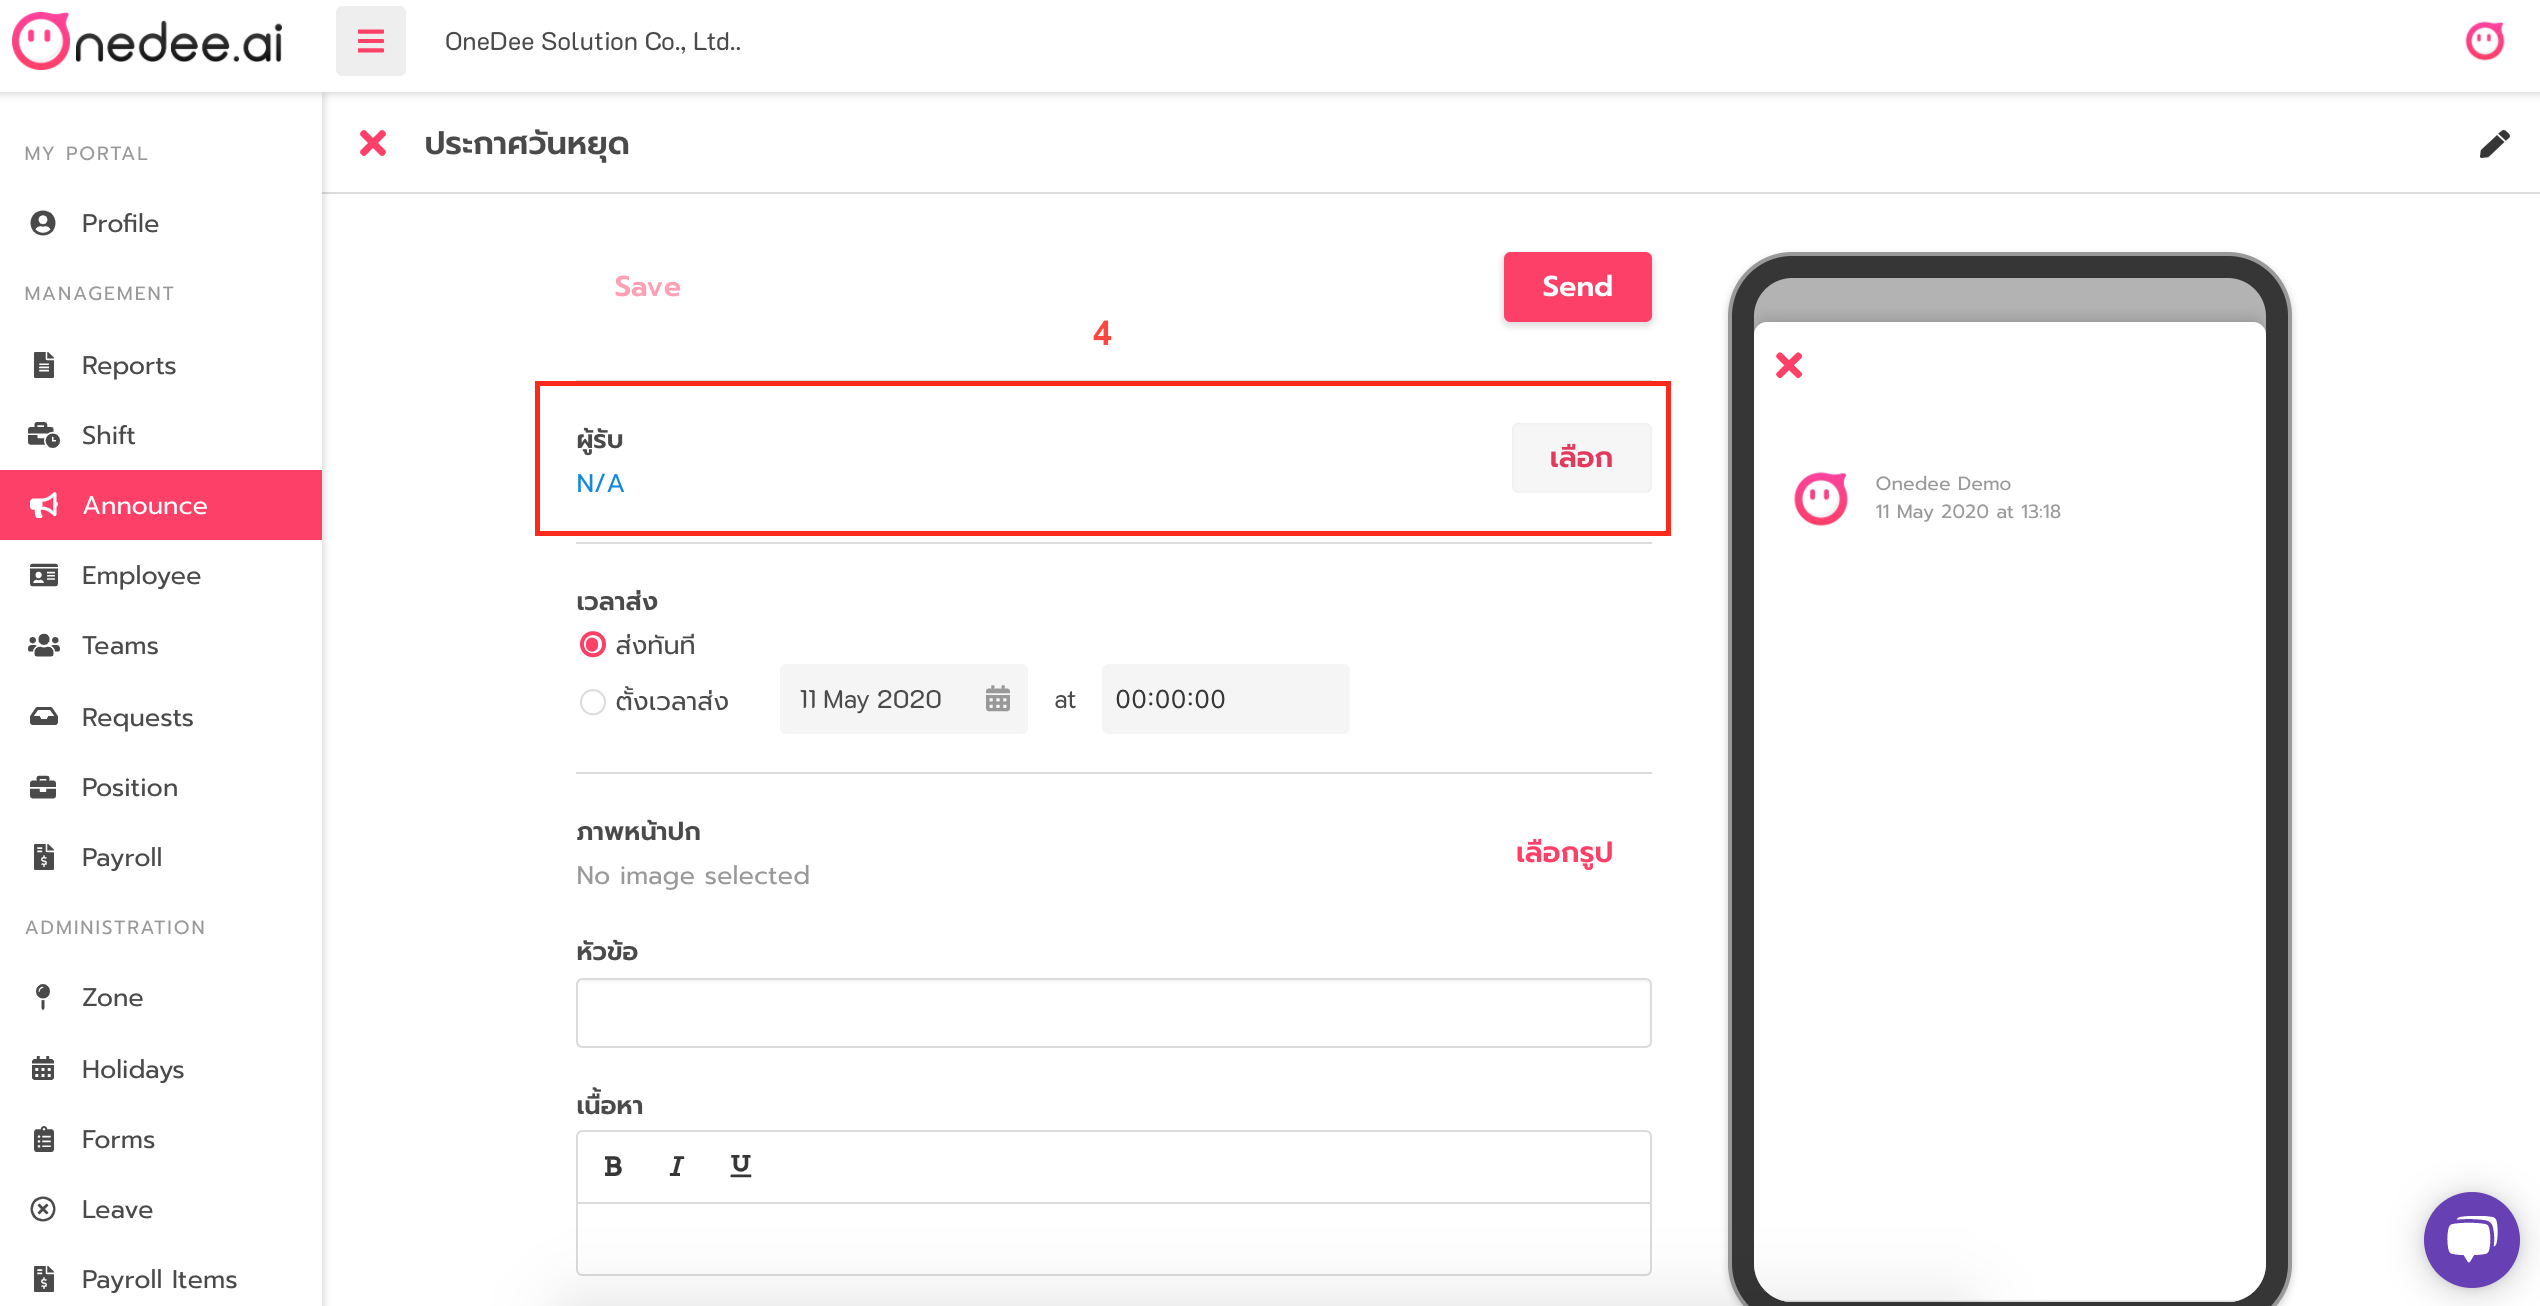 Onedee.ai
OneDee Solution Co., Ltd..
MY PORTAL
Profile
MANAGEMENT
Reports
Shift
Announce
Employee
Teams
Requests
Position
Payroll
ADMINISTRATION
Zone
Holidays
Forms
Leave
Payroll Items
ประกาศวันหยุด
Save
Send
4
ผู้รับ
N/A
เลือก
เวลาส่ง
ส่งทันที
ตั้งเวลาส่ง
11 May 2020
at
00:00:00
ภาพหน้าปก
No image selected
เลือกรูป
หัวข้อ
เนื้อหา
B I U
Onedee Demo
11 May 2020 at 13:18